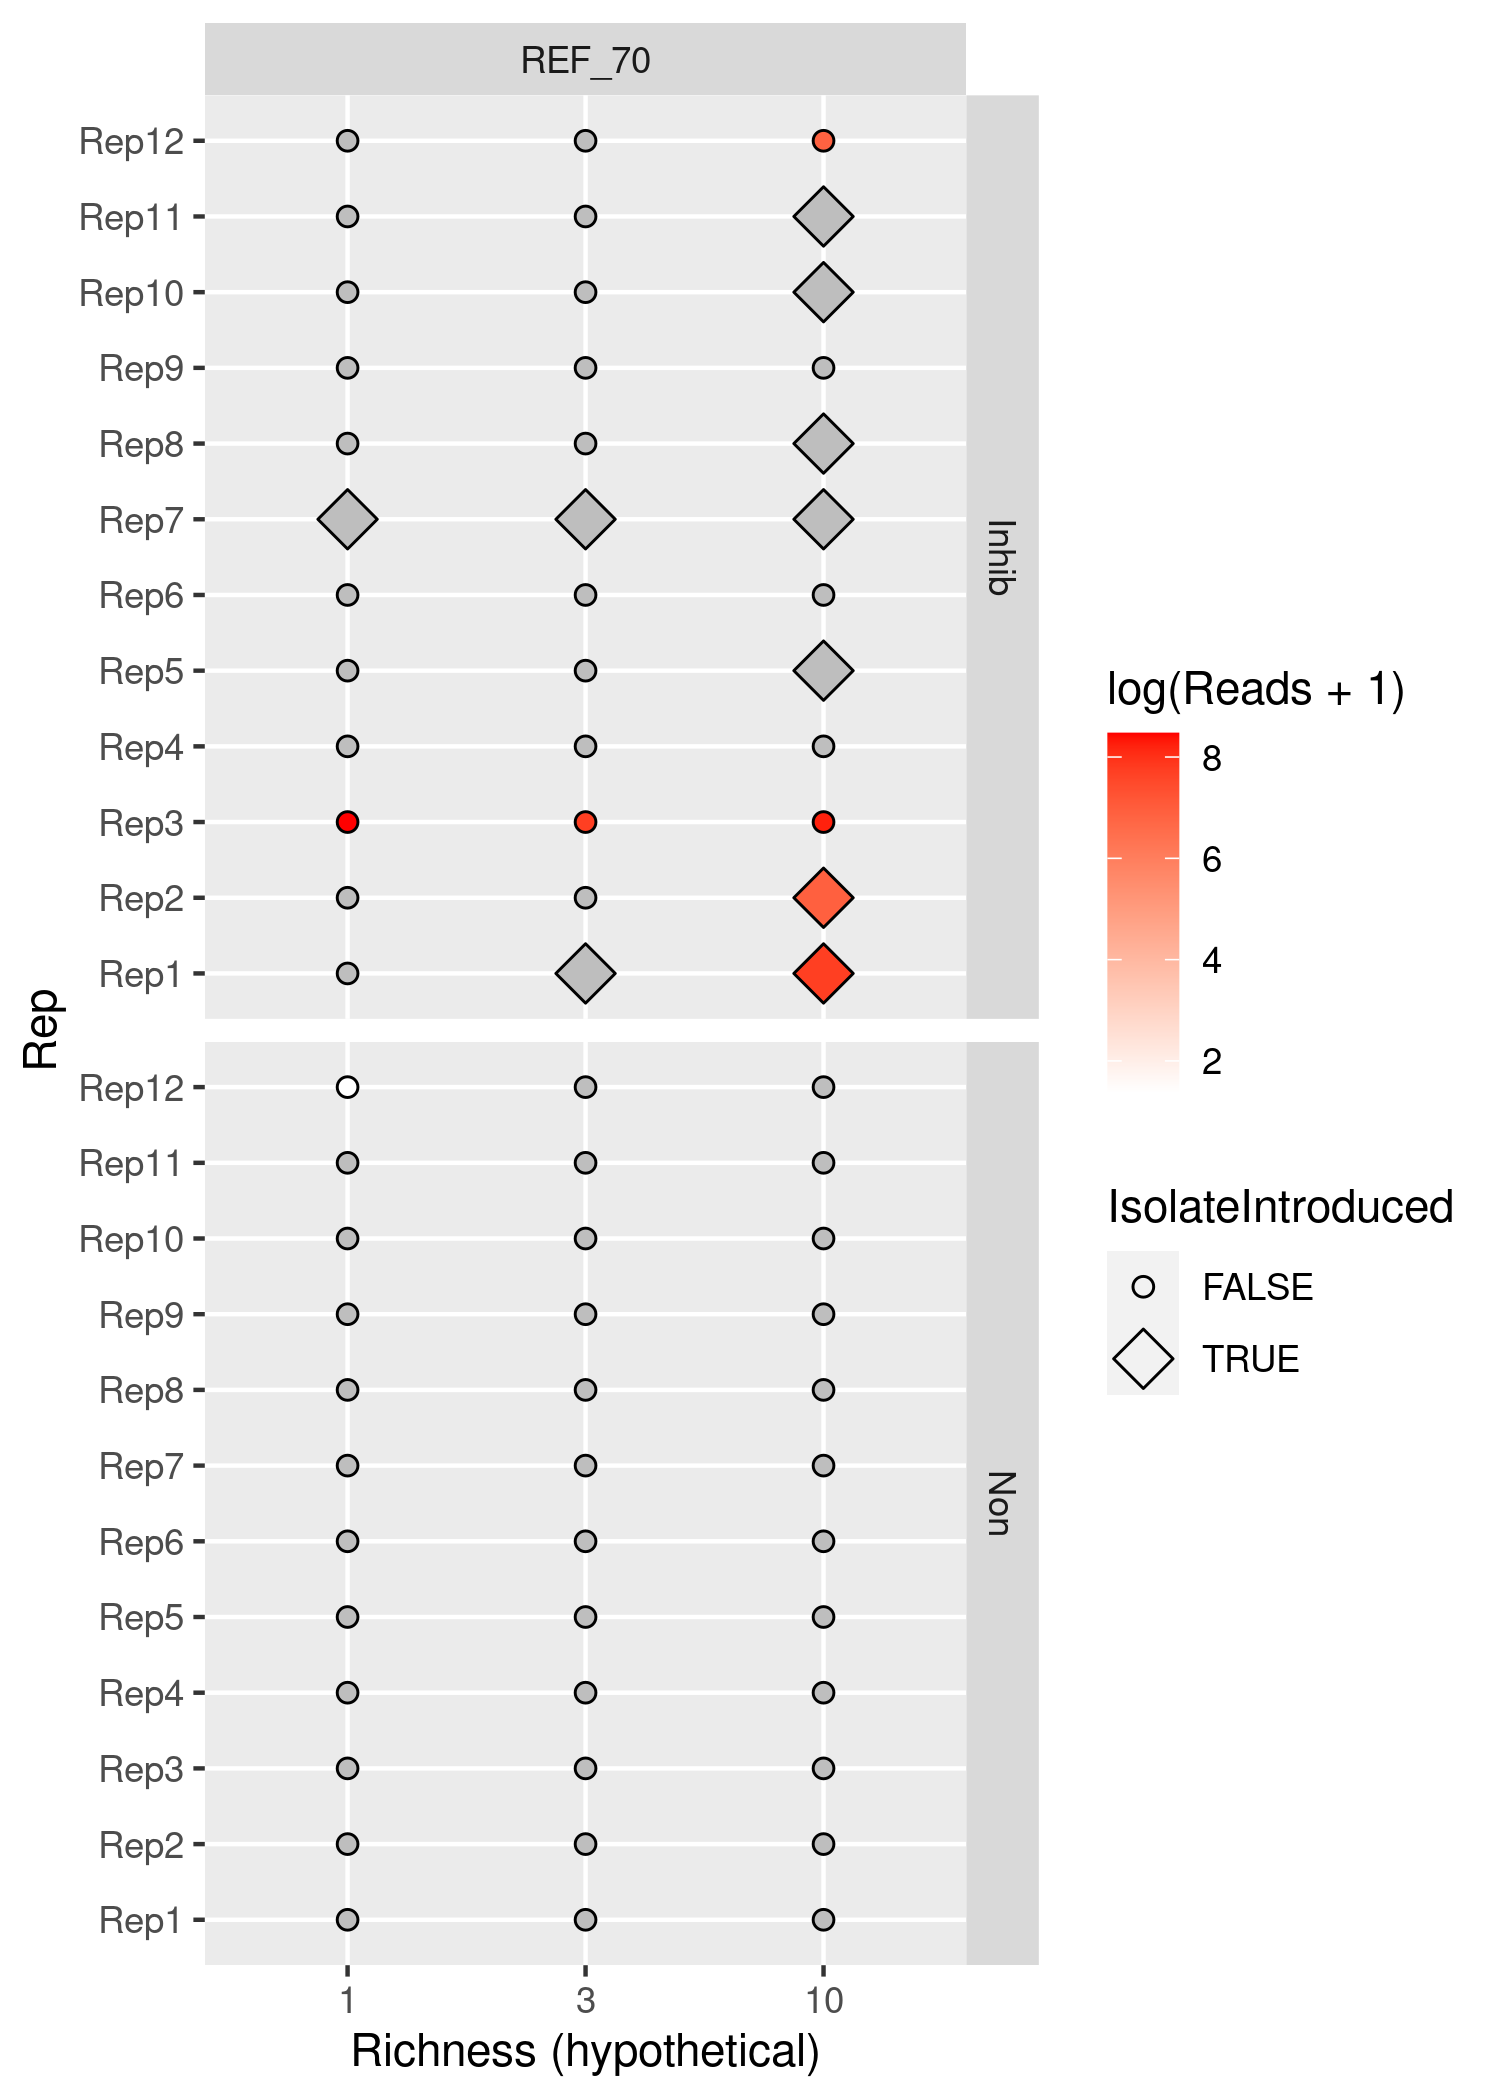 REF_70
Rep12
Rep11
Rep10
Rep9
Rep8
Rep7
Rep6
Rep5
Rep4
Rep3
Rep2
Rep1
Inhib
Rep
Rep12
Rep11
Rep10
Rep9
Rep8
Rep7
Rep6
Rep5
Rep4
Rep3
Rep2
Rep1
Non
1 3 10
Richness (hypothetical)
log(Reads + 1)
8
6
4
2
IsolateIntroduced
FALSE
TRUE